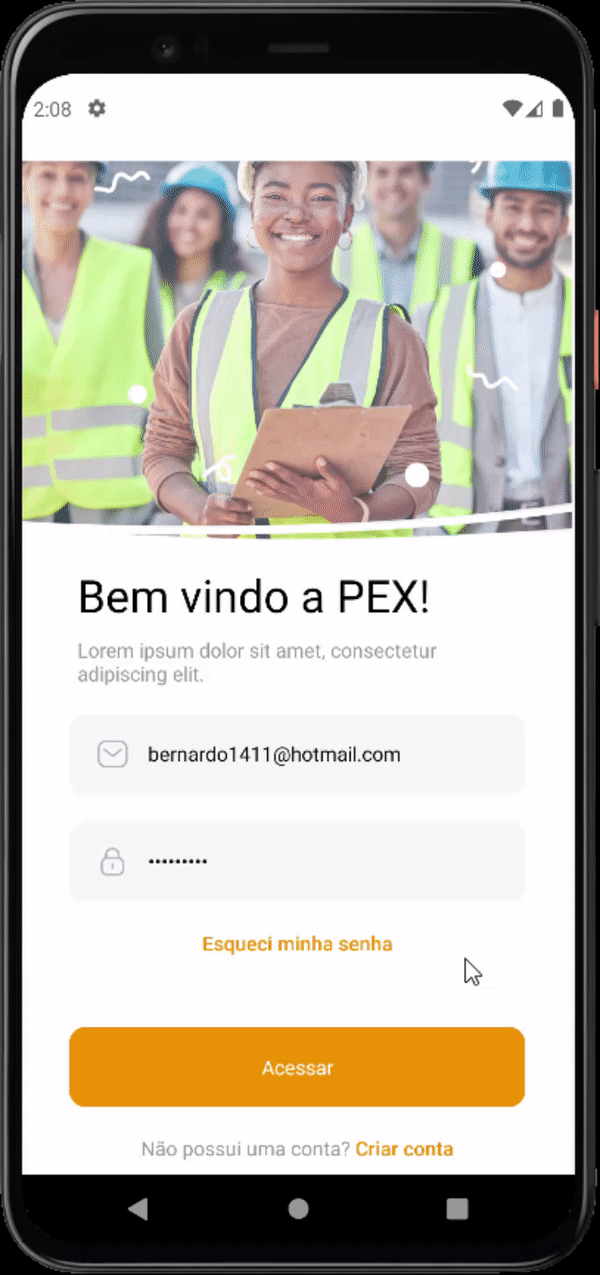 2:08
Bem vindo a PEX!
Lorem ipsum dolor sit amet, consectetur
adipiscing elit.
bernardo1411@hotmail.com
•••••••••
Esqueci minha senha
Acessar
Não possui uma conta? Criar conta